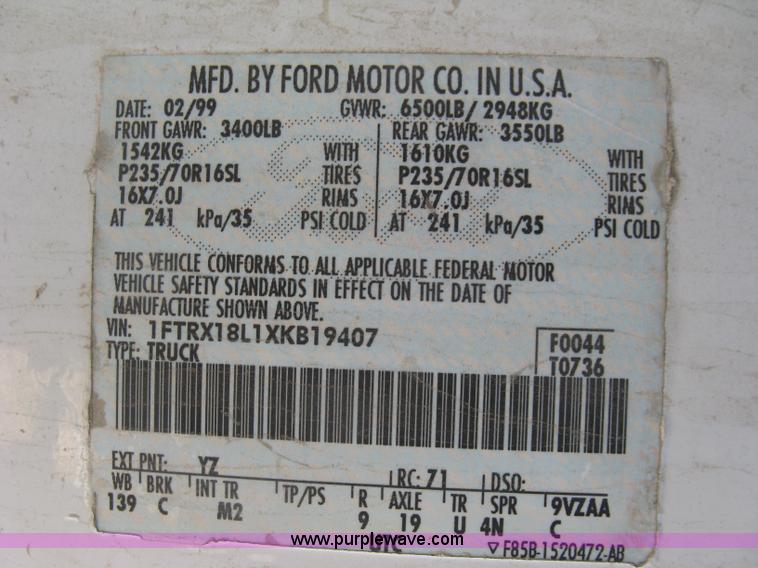 MFD. BY FORD MOTOR CO. IN U.S.A.
DATE: 02/99 GVWR: 6500LB/ 2948KG
FRONT GAWR: 3400LB REAR GAWR: 3550LB
1542KG WITH 1610KG WITH
P235/70R16SL TIRES P235/70R16SL TIRES
16X7.0J RIMS 16X7.0J RIMS
AT 241 kPa/35 PSI COLD AT 241 kPa/35 PSI COLD
THIS VEHICLE CONFORMS TO ALL APPLICABLE FEDERAL MOTOR
VEHICLE SAFETY STANDARDS IN EFFECT ON THE DATE OF
MANUFACTURE SHOWN ABOVE.
VIN: 1FTRX18L1XKB19407 F0044
TYPE: TRUCK T0736
EXT PNT: YZ RC: 71 DSO:
WB BRK INT TR TP/PS R AXLE TR SPR 9VZAA
139 C M2 9 19 U 4N C
UTC ▽ F85B-1520472-AB
www.purplewave.com